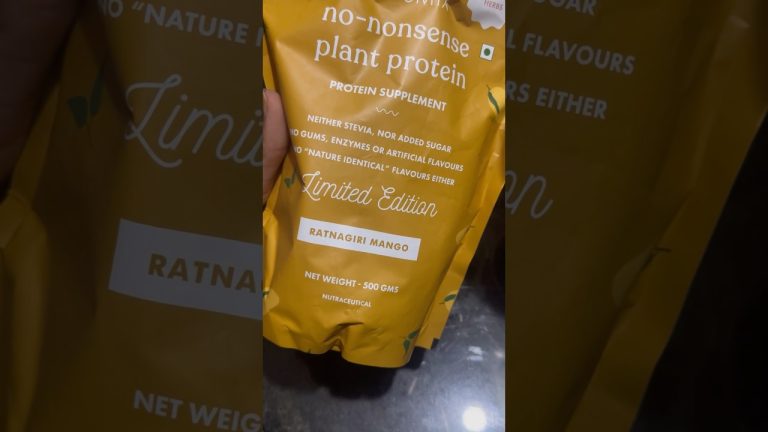 HERBS
no-nonsense
plant protein
PROTEIN SUPPLEMENT
NEITHER STEVIA, NOR ADDED SUGAR
NO GUMS, ENZYMES OR ARTIFICIAL FLAVOURS
NO "NATURE IDENTICAL" FLAVOURS EITHER
Limited Edition
RATNAGIRI MANGO
NET WEIGHT - 500 GMS
NUTRACEUTICAL